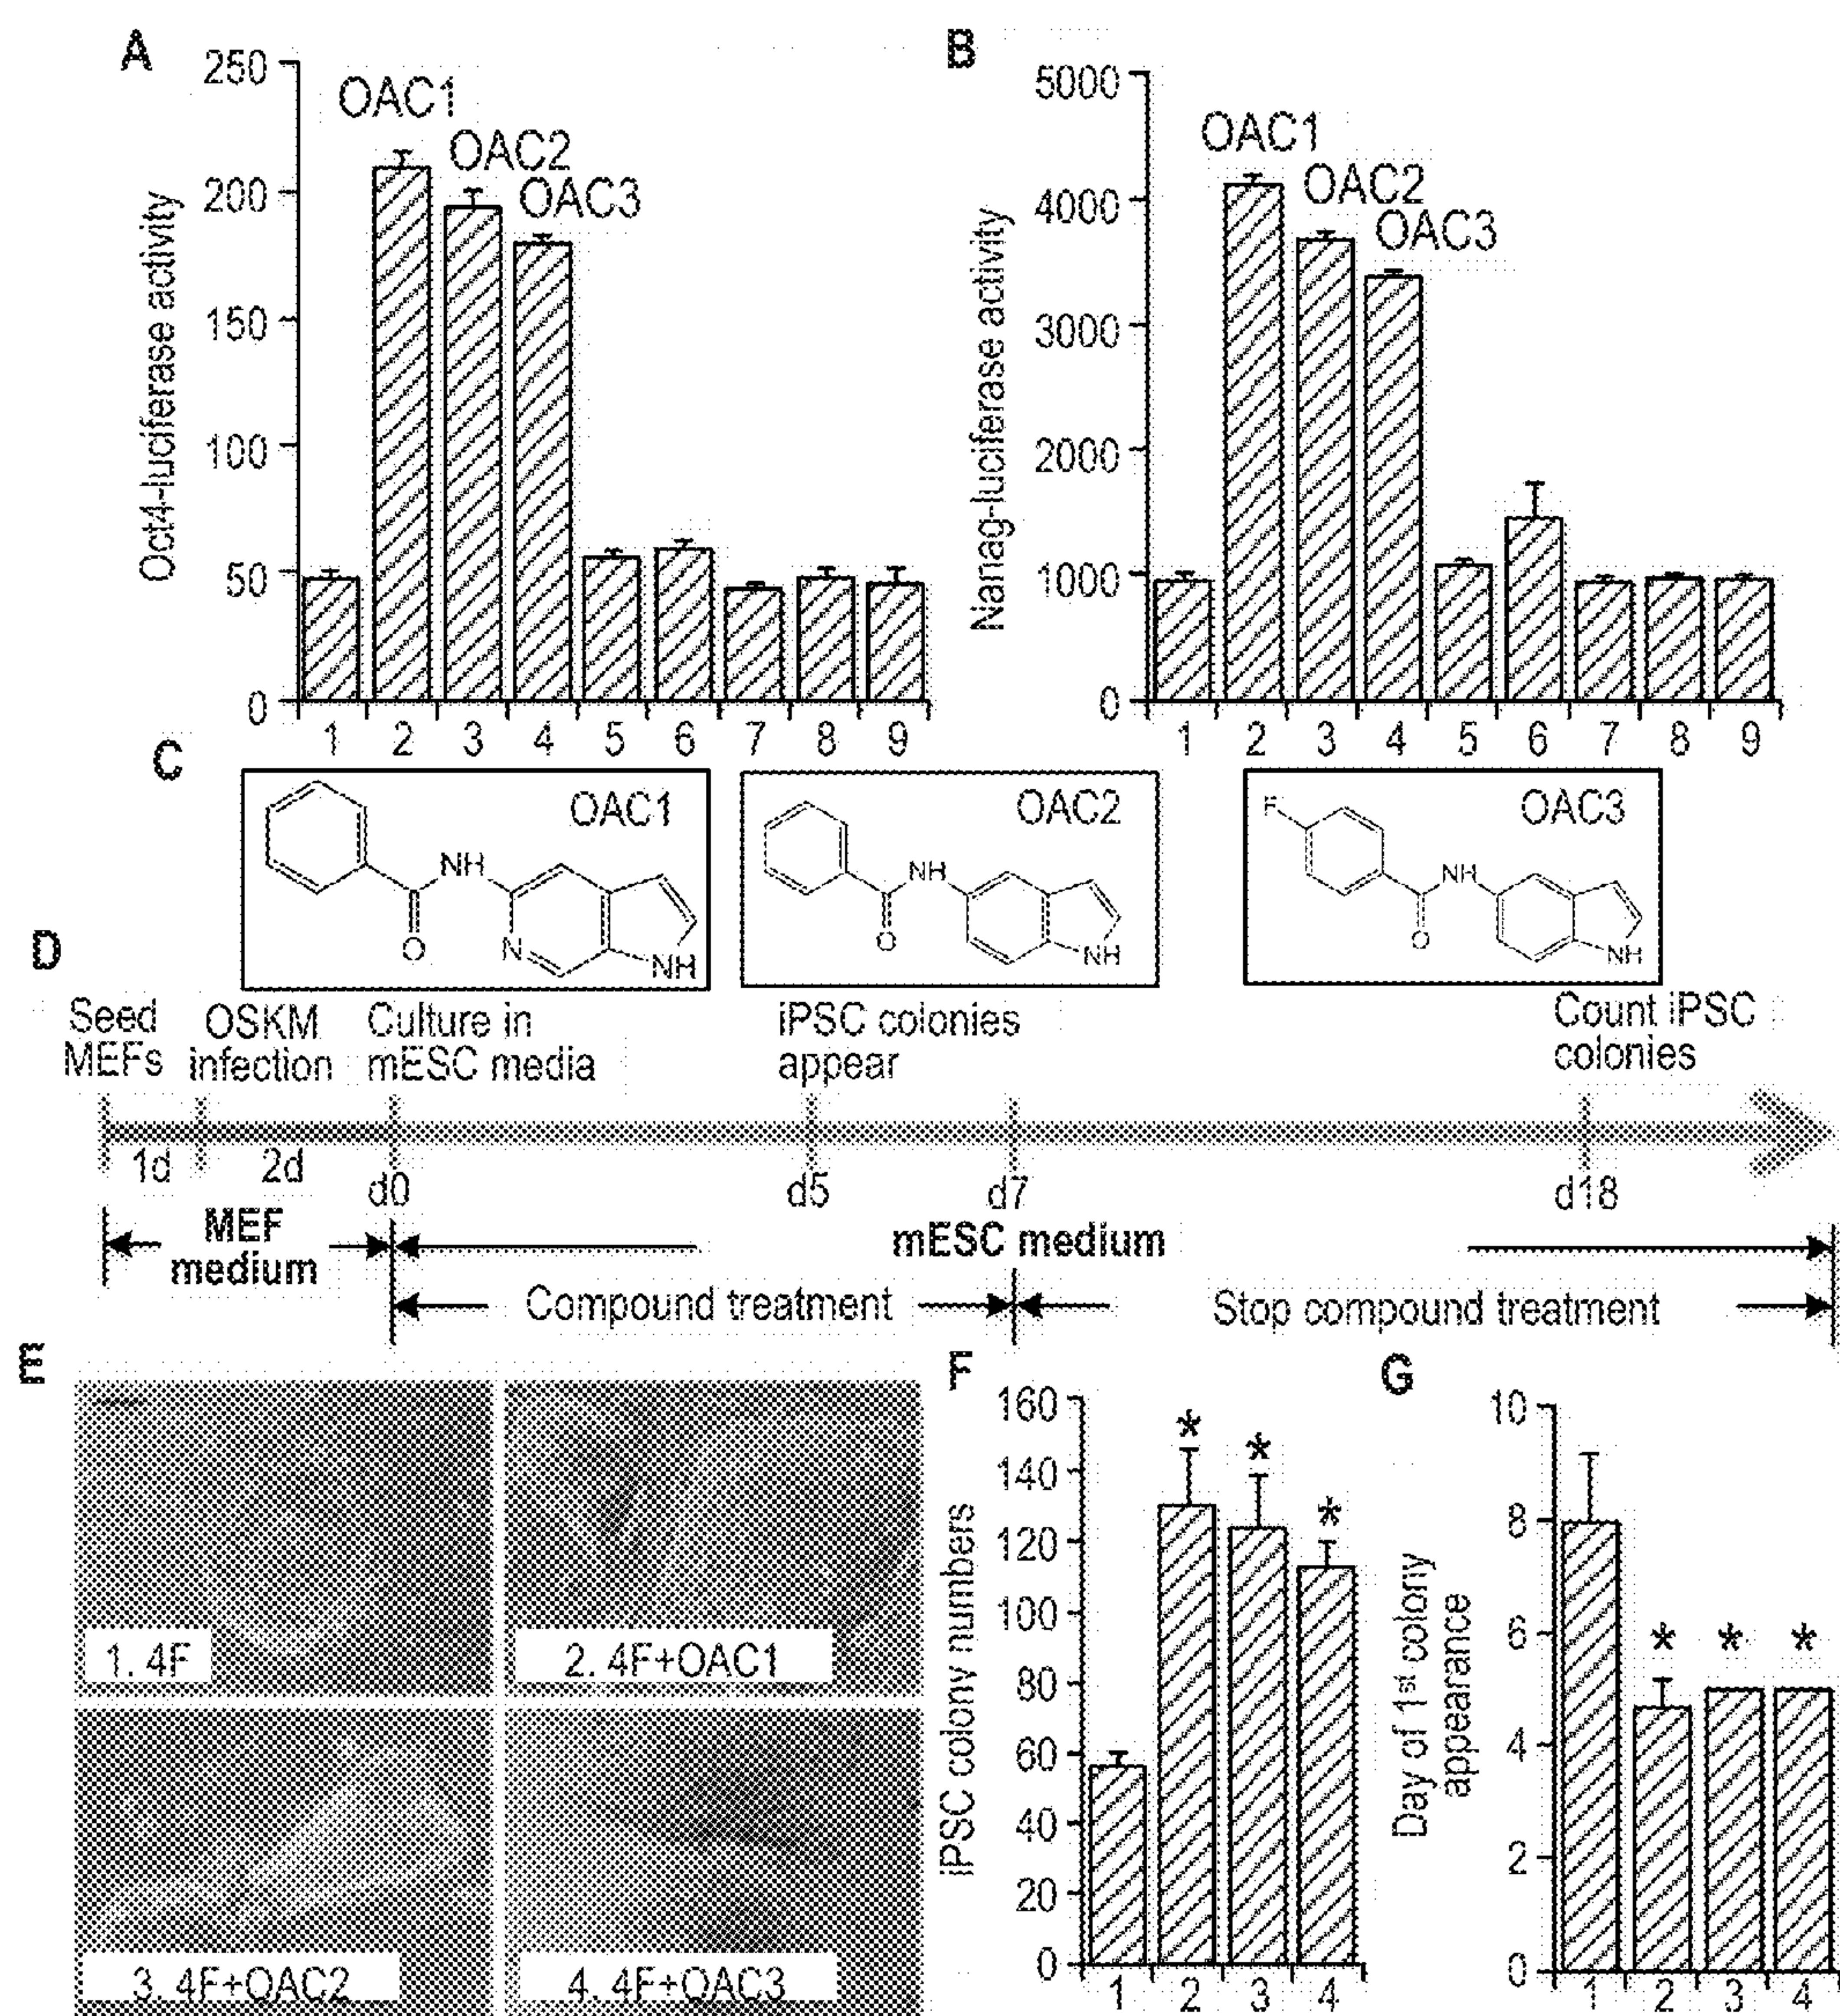 A
250
200
150
100
50
0
Oct4-luciferase activity
OAC1
OAC2
OAC3
1 2 3 4 5 6 7 8 9
B
5000
4000
3000
2000
1000
0
Nanag-luciferase activity
OAC1
OAC2
OAC3
1 2 3 4 5 6 7 8 9
C
OAC1
NH
O
N
NH
OAC2
NH
O
NH
OAC3
F
NH
O
NH
D
Seed
MEFs
OSKM
infection
Culture in
mESC media
iPSC colonies
appear
Count iPSC
colonies
1d 2d d0 d5 d7 d18
MEF
medium
mESC medium
Compound treatment
Stop compound treatment
E
1. 4F
2. 4F+OAC1
3. 4F+OAC2
4. 4F+OAC3
F
160
140
120
100
80
60
40
20
0
iPSC colony numbers
* * *
1 2 3 4
G
10
8
6
4
2
0
Day of 1st colony
appearance
* * *
1 2 3 4